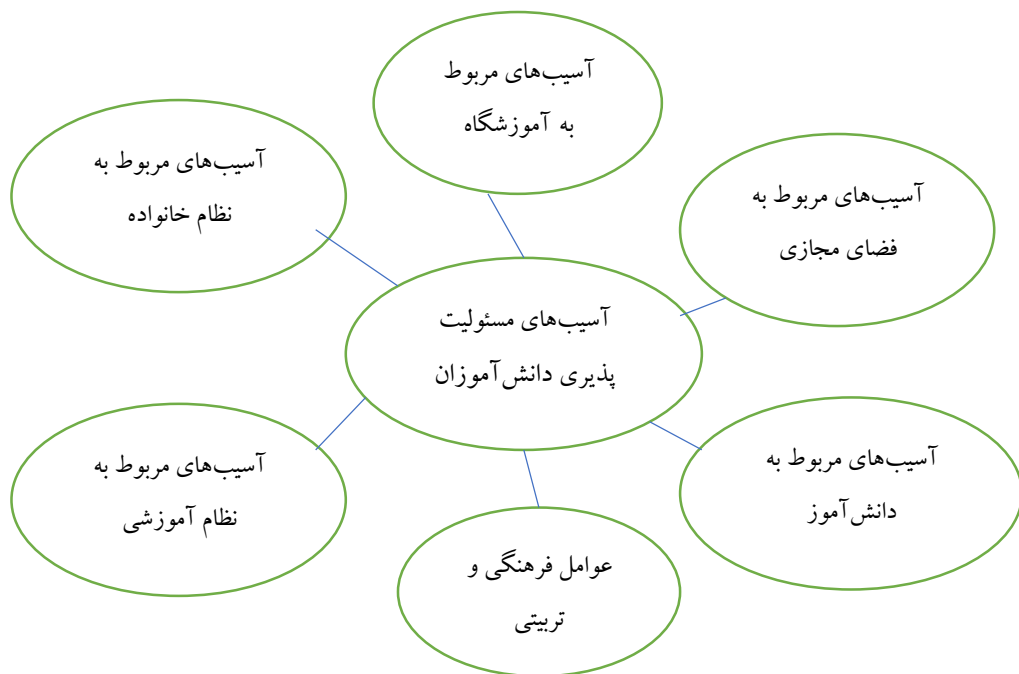 آسیب‌های مربوط
به آموزشگاه
آسیب‌های مربوط به
فضای مجازی
آسیب‌های مربوط به
نظام خانواده
آسیب‌های مسئولیت
پذیری دانش‌آموزان
آسیب‌های مربوط به
دانش‌آموز
آسیب‌های مربوط به
نظام آموزشی
عوامل فرهنگی و
تربیتی